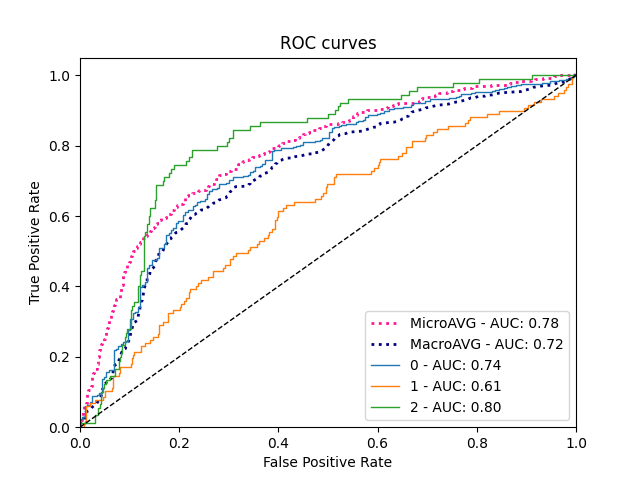 ROC curves
True Positive Rate
1.0
0.8
0.6
0.4
0.2
0.0
MicroAVG - AUC: 0.78
MacroAVG - AUC: 0.72
0 - AUC: 0.74
1 - AUC: 0.61
2 - AUC: 0.80
0.0 0.2 0.4 0.6 0.8 1.0
False Positive Rate